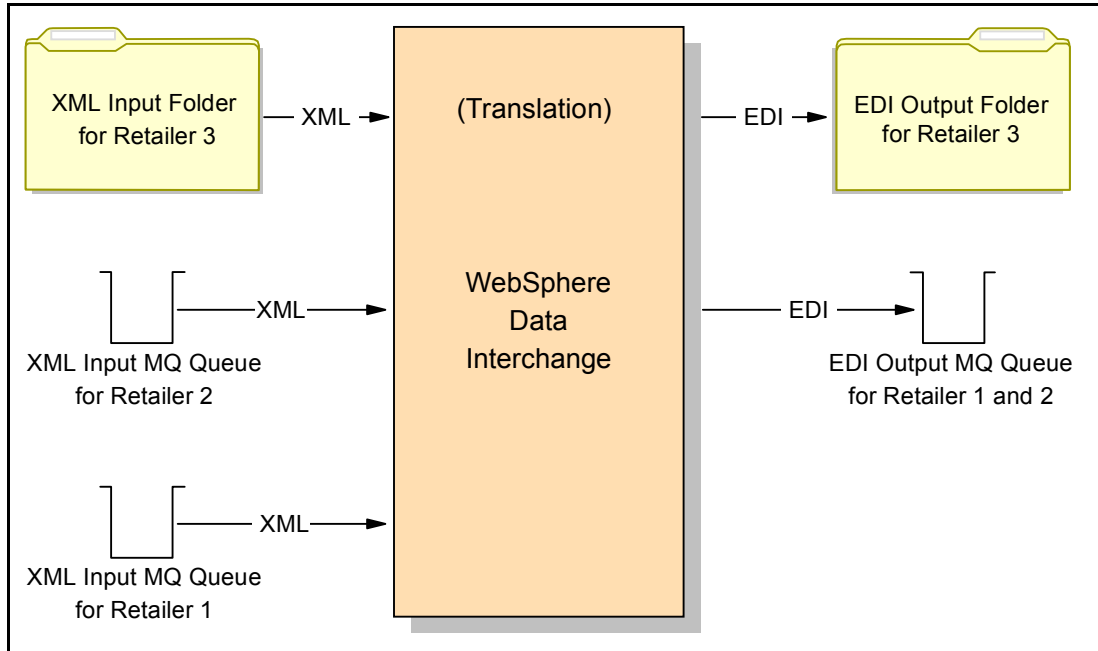 XML Input Folder
for Retailer 3
XML
(Translation)
EDI
EDI Output Folder
for Retailer 3
XML
XML Input MQ Queue
for Retailer 2
WebSphere
Data
Interchange
EDI
EDI Output MQ Queue
for Retailer 1 and 2
XML
XML Input MQ Queue
for Retailer 1